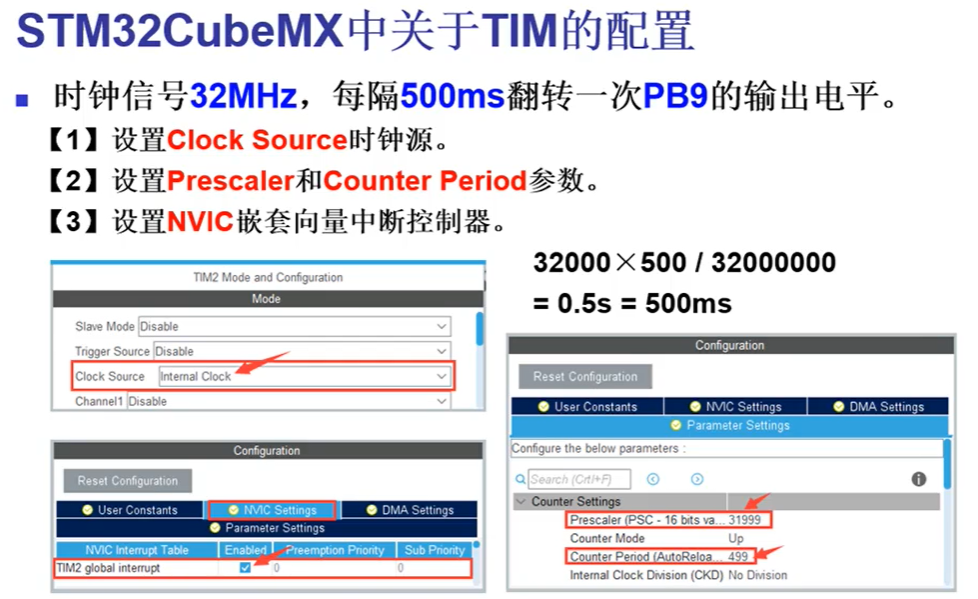 STM32CubeMX中关于TIM的配置
时钟信号32MHz，每隔500ms翻转一次PB9的输出电平。
【1】设置Clock Source时钟源。
【2】设置Prescaler和Counter Period参数。
【3】设置NVIC嵌套向量中断控制器。
32000×500 / 32000000
= 0.5s = 500ms
TIM2 Mode and Configuration
Mode
Slave Mode Disable
Trigger Source Disable
Clock Source Internal Clock
Channel1 Disable
Configuration
Reset Configuration
User Constants NVIC Settings DMA Settings
Parameter Settings
NVIC Interrupt Table Enabled Preemption Priority Sub Priority
TIM2 global interrupt 0 0
Configuration
Reset Configuration
User Constants NVIC Settings DMA Settings
Parameter Settings
Configure the below parameters :
Search (Crtl+F)
Counter Settings
Prescaler (PSC - 16 bits va... 31999
Counter Mode Up
Counter Period (AutoReloa... 499
Internal Clock Division (CKD) No Division